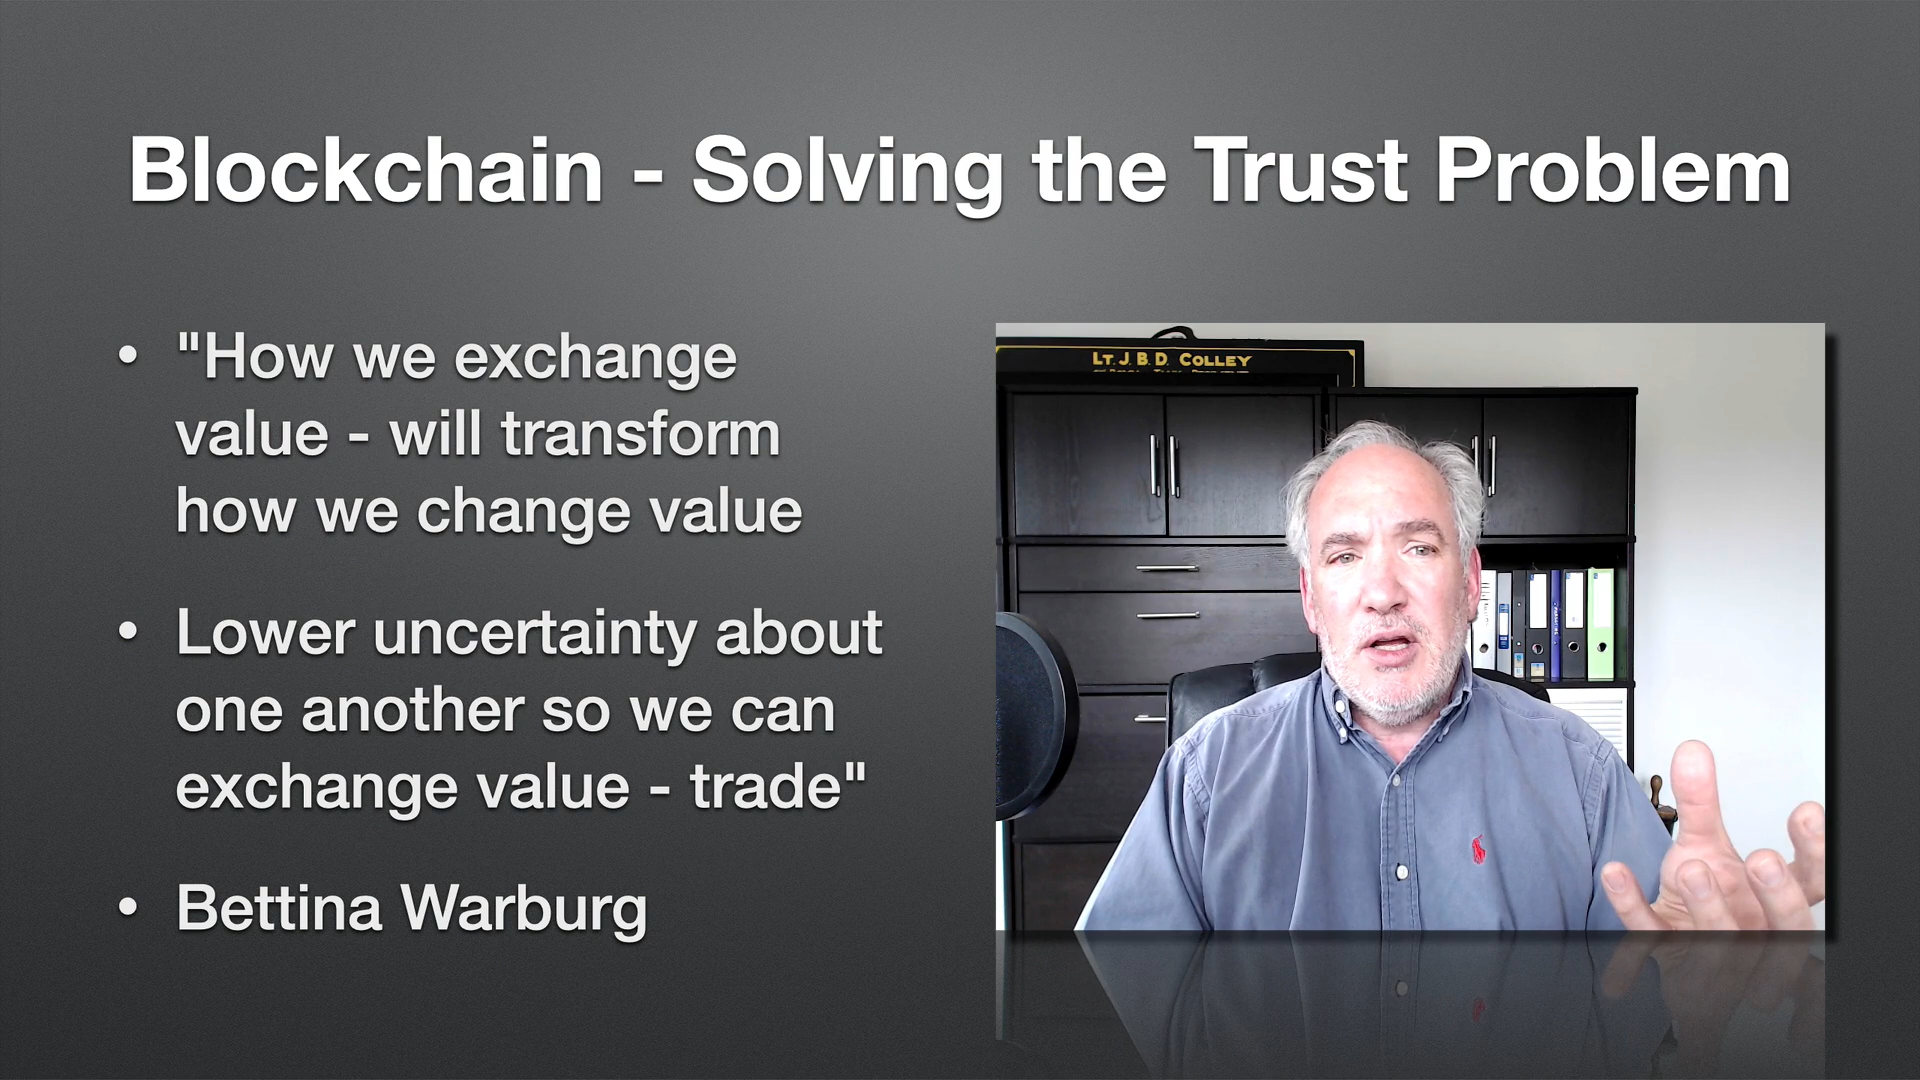 Blockchain - Solving the Trust Problem
• "How we exchange
value - will transform
how we change value
• Lower uncertainty about
one another so we can
exchange value - trade"
• Bettina Warburg
LT. J. B. D. COLLEY